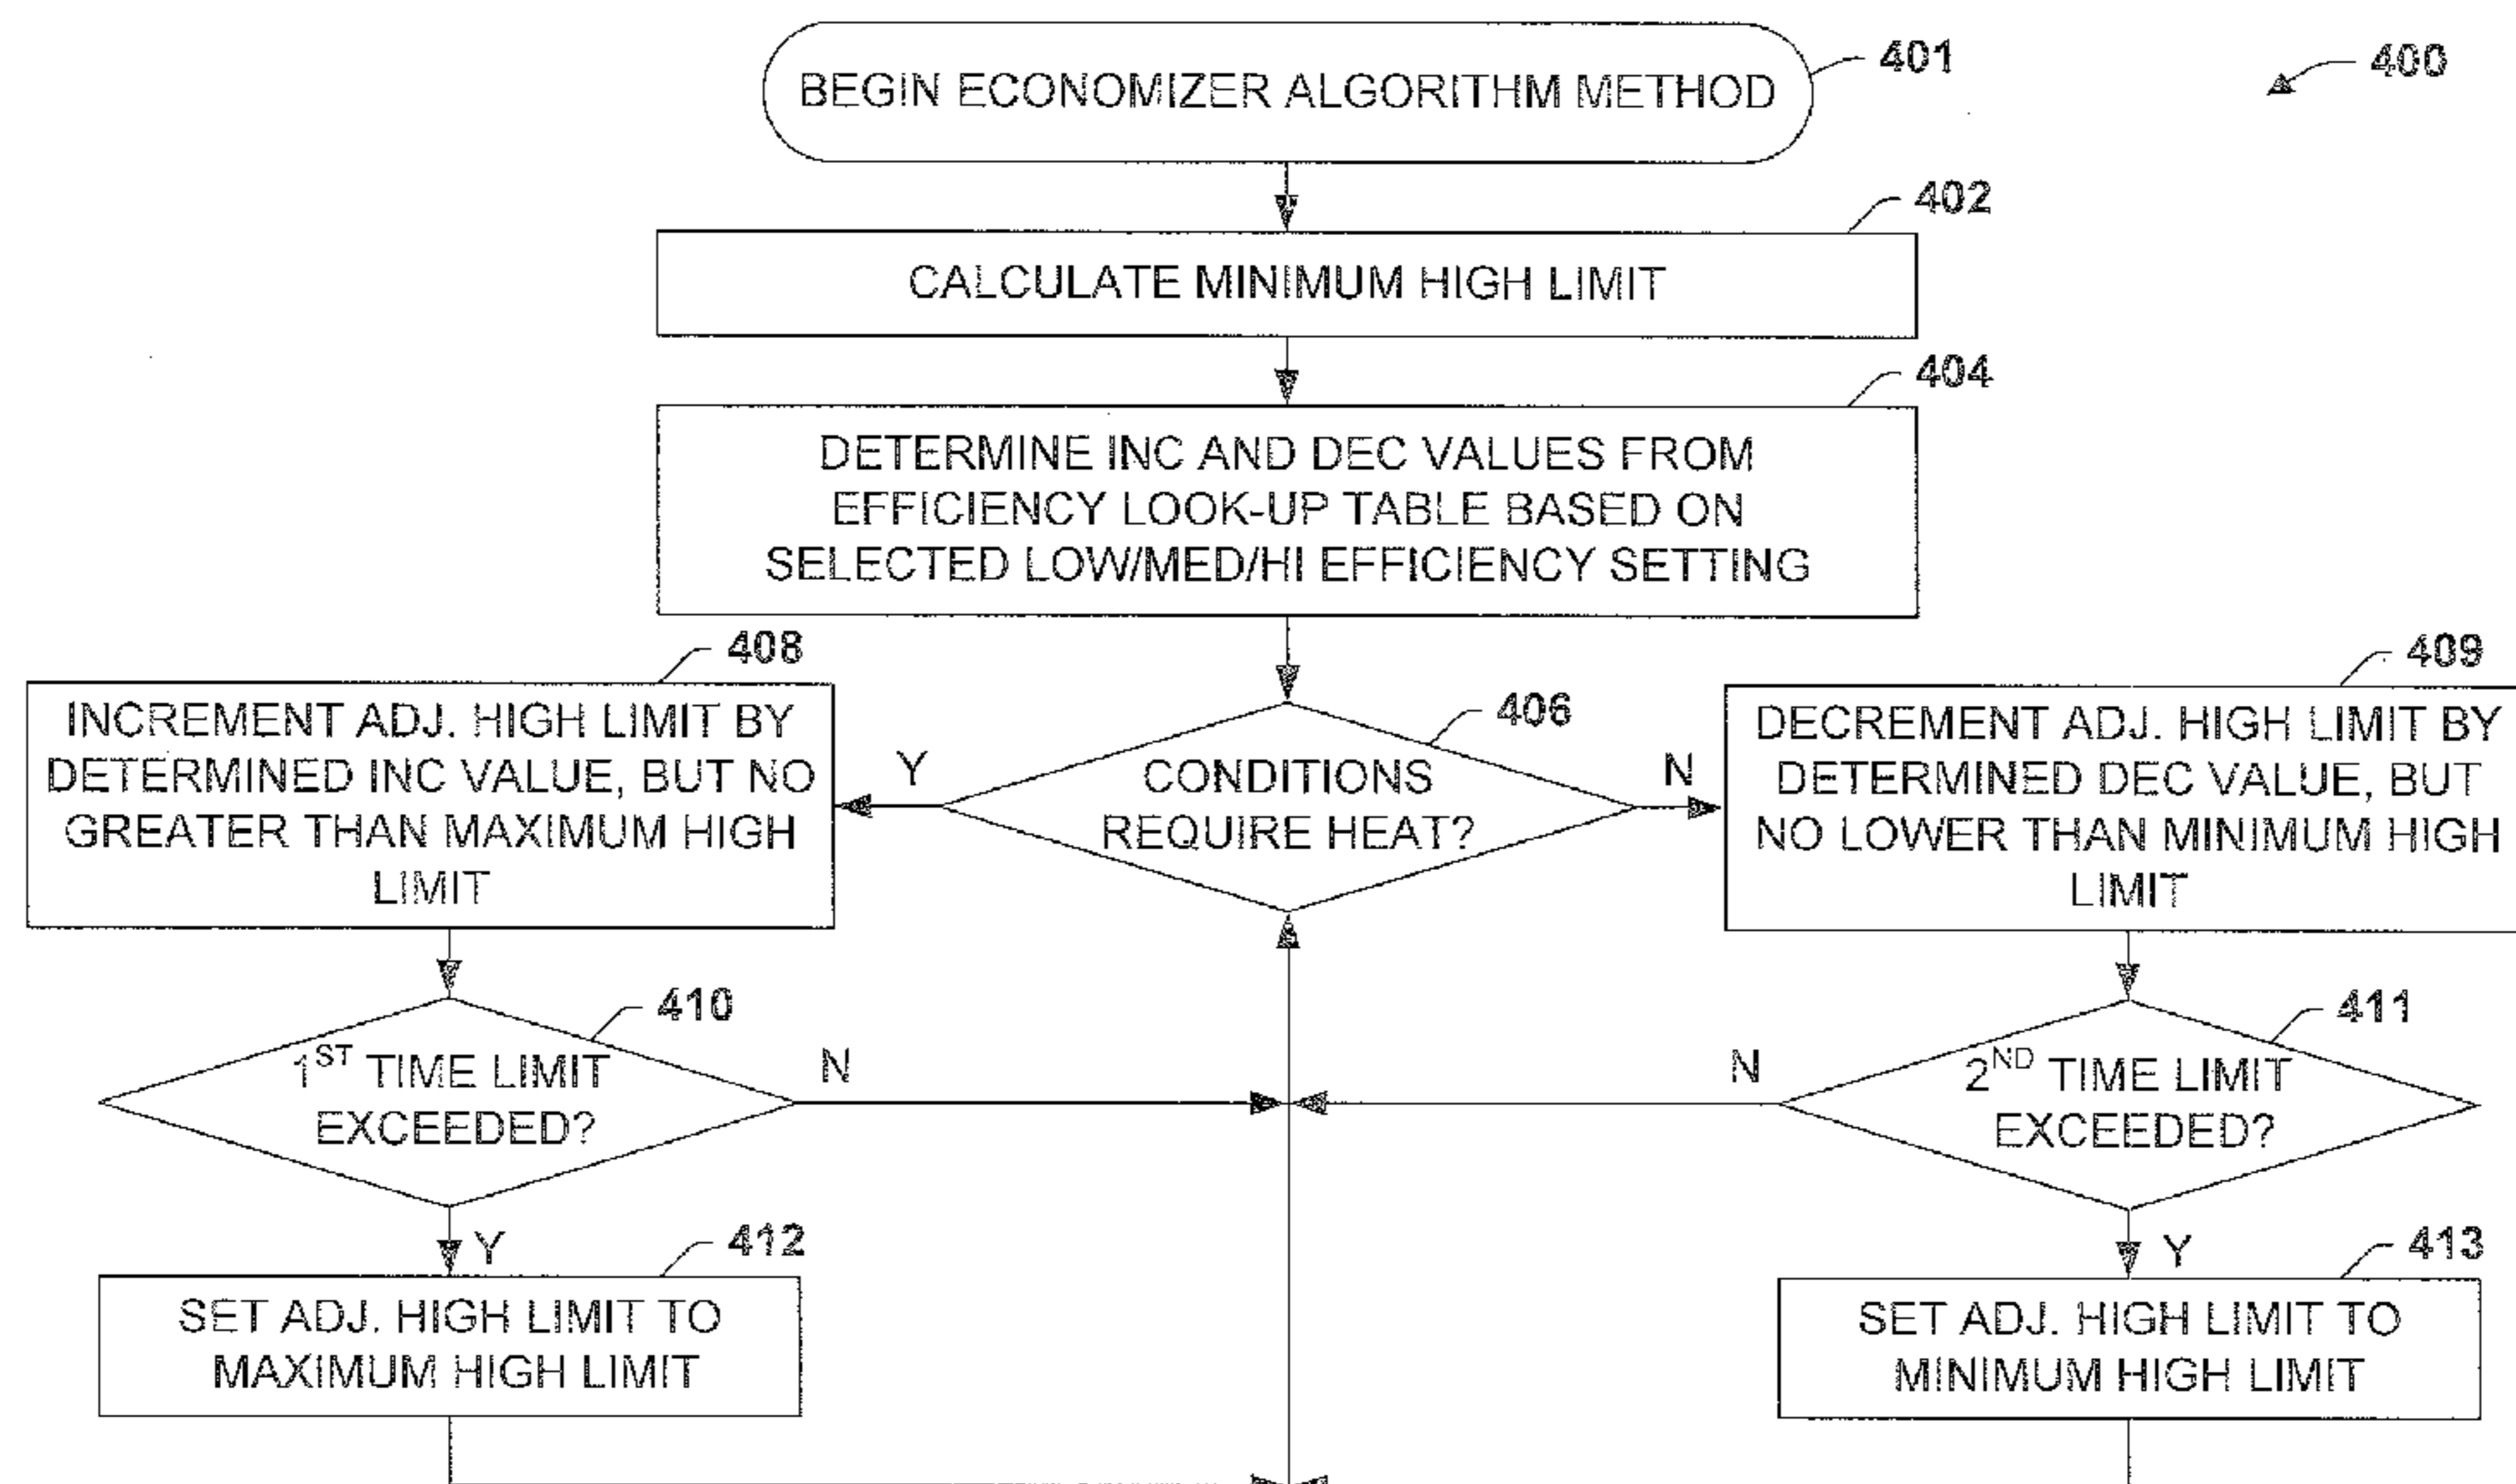 BEGIN ECONOMIZER ALGORITHM METHOD
401
400
402
CALCULATE MINIMUM HIGH LIMIT
404
DETERMINE INC AND DEC VALUES FROM
EFFICIENCY LOOK-UP TABLE BASED ON
SELECTED LOW/MED/HI EFFICIENCY SETTING
408
INCREMENT ADJ. HIGH LIMIT BY
DETERMINED INC VALUE, BUT NO
GREATER THAN MAXIMUM HIGH
LIMIT
Y
406
CONDITIONS
REQUIRE HEAT?
N
409
DECREMENT ADJ. HIGH LIMIT BY
DETERMINED DEC VALUE, BUT
NO LOWER THAN MINIMUM HIGH
LIMIT
410
1ST TIME LIMIT
EXCEEDED?
N
N
411
2ND TIME LIMIT
EXCEEDED?
Y
412
SET ADJ. HIGH LIMIT TO
MAXIMUM HIGH LIMIT
Y
413
SET ADJ. HIGH LIMIT TO
MINIMUM HIGH LIMIT